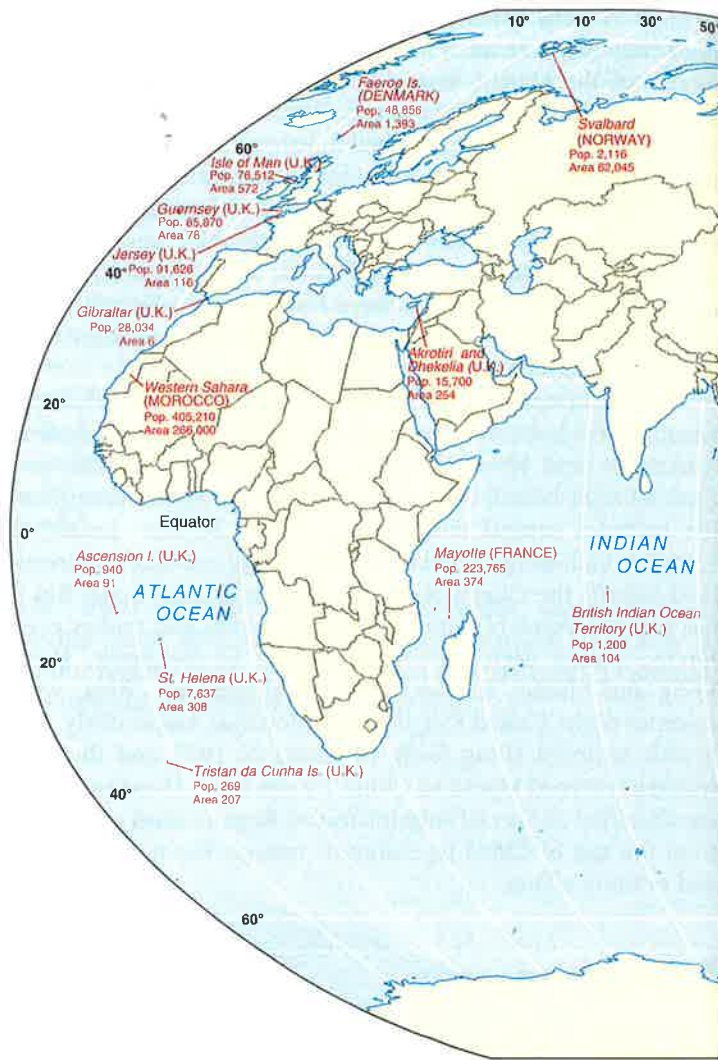 10° 10° 30° 50°
Faeroe Is.
(DENMARK)
Pop. 48,856
Area 1,393
Svalbard
(NORWAY)
Pop. 2,116
Area 62,045
60°
Isle of Man (U.K.)
Pop. 76,512
Area 572
Guernsey (U.K.)
Pop. 65,870
Area 78
Jersey (U.K.)
Pop. 91,626
Area 116
40°
Gibraltar (U.K.)
Pop. 28,034
Area 6
Akrotiri and
Dhekelia (U.K.)
Pop. 15,700
Area 254
Western Sahara
(MOROCCO)
Pop. 405,210
Area 266,000
20°
Equator
0°
Ascension I. (U.K.)
Pop. 940
Area 91
ATLANTIC
OCEAN
Mayotte (FRANCE)
Pop. 223,765
Area 374
INDIAN
OCEAN
British Indian Ocean
Territory (U.K.)
Pop 1,200
Area 104
20°
St. Helena (U.K.)
Pop. 7,637
Area 308
Tristan da Cunha Is. (U.K.)
Pop. 269
Area 207
40°
60°